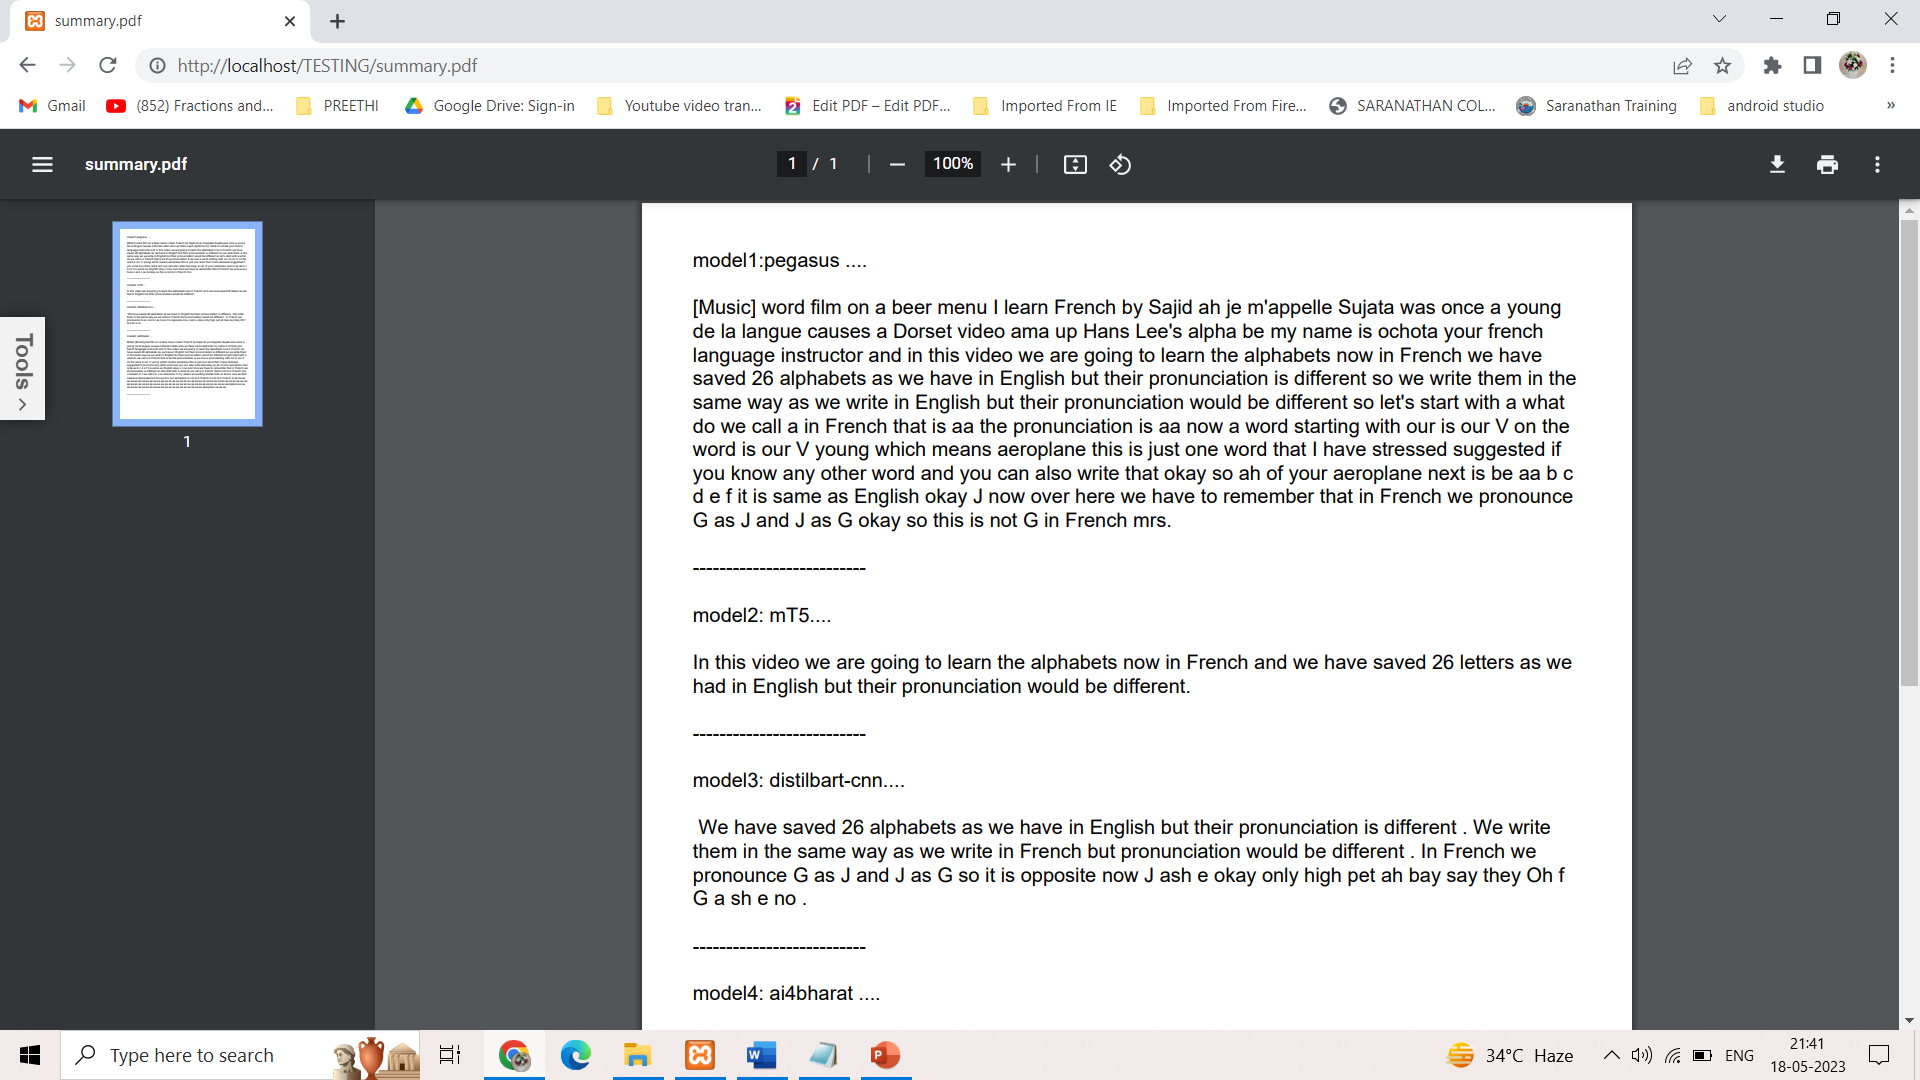 summary.pdf
http://localhost/TESTING/summary.pdf
Gmail
(852) Fractions and...
PREETHI
Google Drive: Sign-in
Youtube video tran...
Edit PDF – Edit PDF...
Imported From IE
Imported From Fire...
SARANATHAN COL...
Saranathan Training
android studio
»
summary.pdf
1 / 1
100%
Tools
1
model1:pegasus ....
[Music] word film on a beer menu I learn French by Sajid ah je m'appelle Sujata was once a young
de la langue causes a Dorset video ama up Hans Lee's alpha be my name is ochota your french
language instructor and in this video we are going to learn the alphabets now in French we have
saved 26 alphabets as we have in English but their pronunciation is different so we write them in the
same way as we write in English but their pronunciation would be different so let's start with a what
do we call a in French that is aa the pronunciation is aa now a word starting with our is our V on the
word is our V young which means aeroplane this is just one word that I have stressed suggested if
you know any other word and you can also write that okay so ah of your aeroplane next is be aa b c
d e f it is same as English okay J now over here we have to remember that in French we pronounce
G as J and J as G okay so this is not G in French mrs.
--------------------------
model2: mT5....
In this video we are going to learn the alphabets now in French and we have saved 26 letters as we
had in English but their pronunciation would be different.
--------------------------
model3: distilbart-cnn....
We have saved 26 alphabets as we have in English but their pronunciation is different . We write
them in the same way as we write in French but pronunciation would be different . In French we
pronounce G as J and J as G so it is opposite now J ash e okay only high pet ah bay say they Oh f
G a sh e no .
--------------------------
model4: ai4bharat ....
Type here to search
34°C Haze
ENG
21:41
18-05-2023